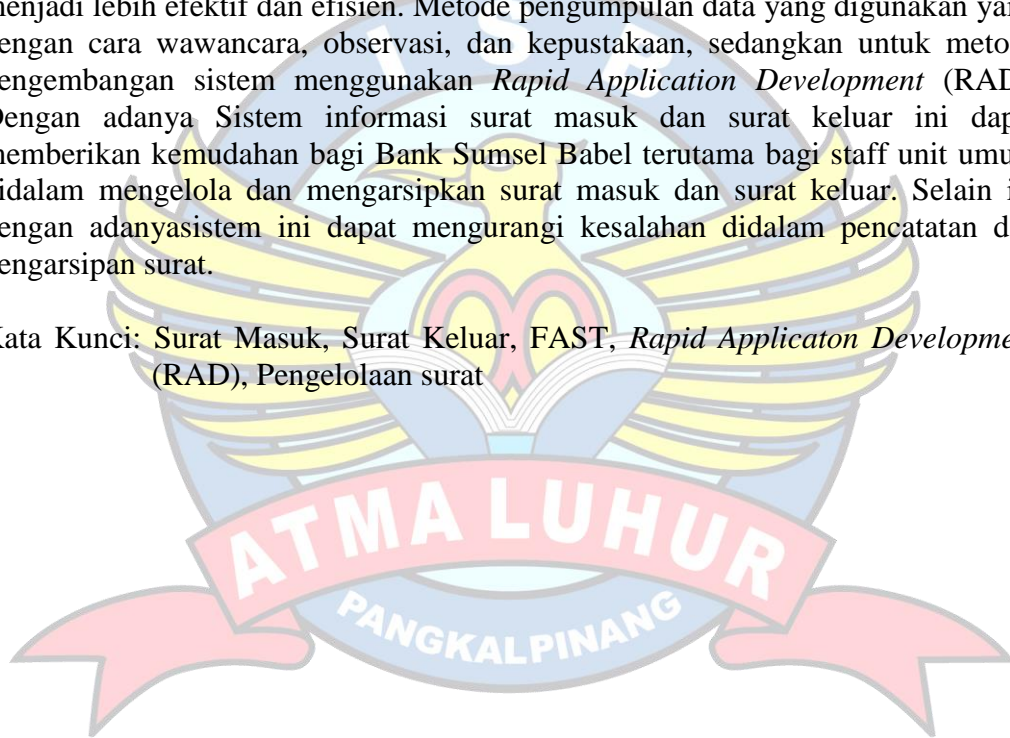 menjadi lebih efektif dan efisien. Metode pengumpulan data yang digunakan yai
engan cara wawancara, observasi, dan kepustakaan, sedangkan untuk meto
engembangan sistem menggunakan Rapid Application Development (RAD
Dengan adanya Sistem informasi surat masuk dan surat keluar ini dap
memberikan kemudahan bagi Bank Sumsel Babel terutama bagi staff unit umu
idalam mengelola dan mengarsipkan surat masuk dan surat keluar. Selain i
engan adanyasistem ini dapat mengurangi kesalahan didalam pencatatan d
engarsipan surat.
Kata Kunci: Surat Masuk, Surat Keluar, FAST, Rapid Applicaton Developme
(RAD), Pengelolaan surat
I S B
ATMA LUHUR
PANGKALPINANG